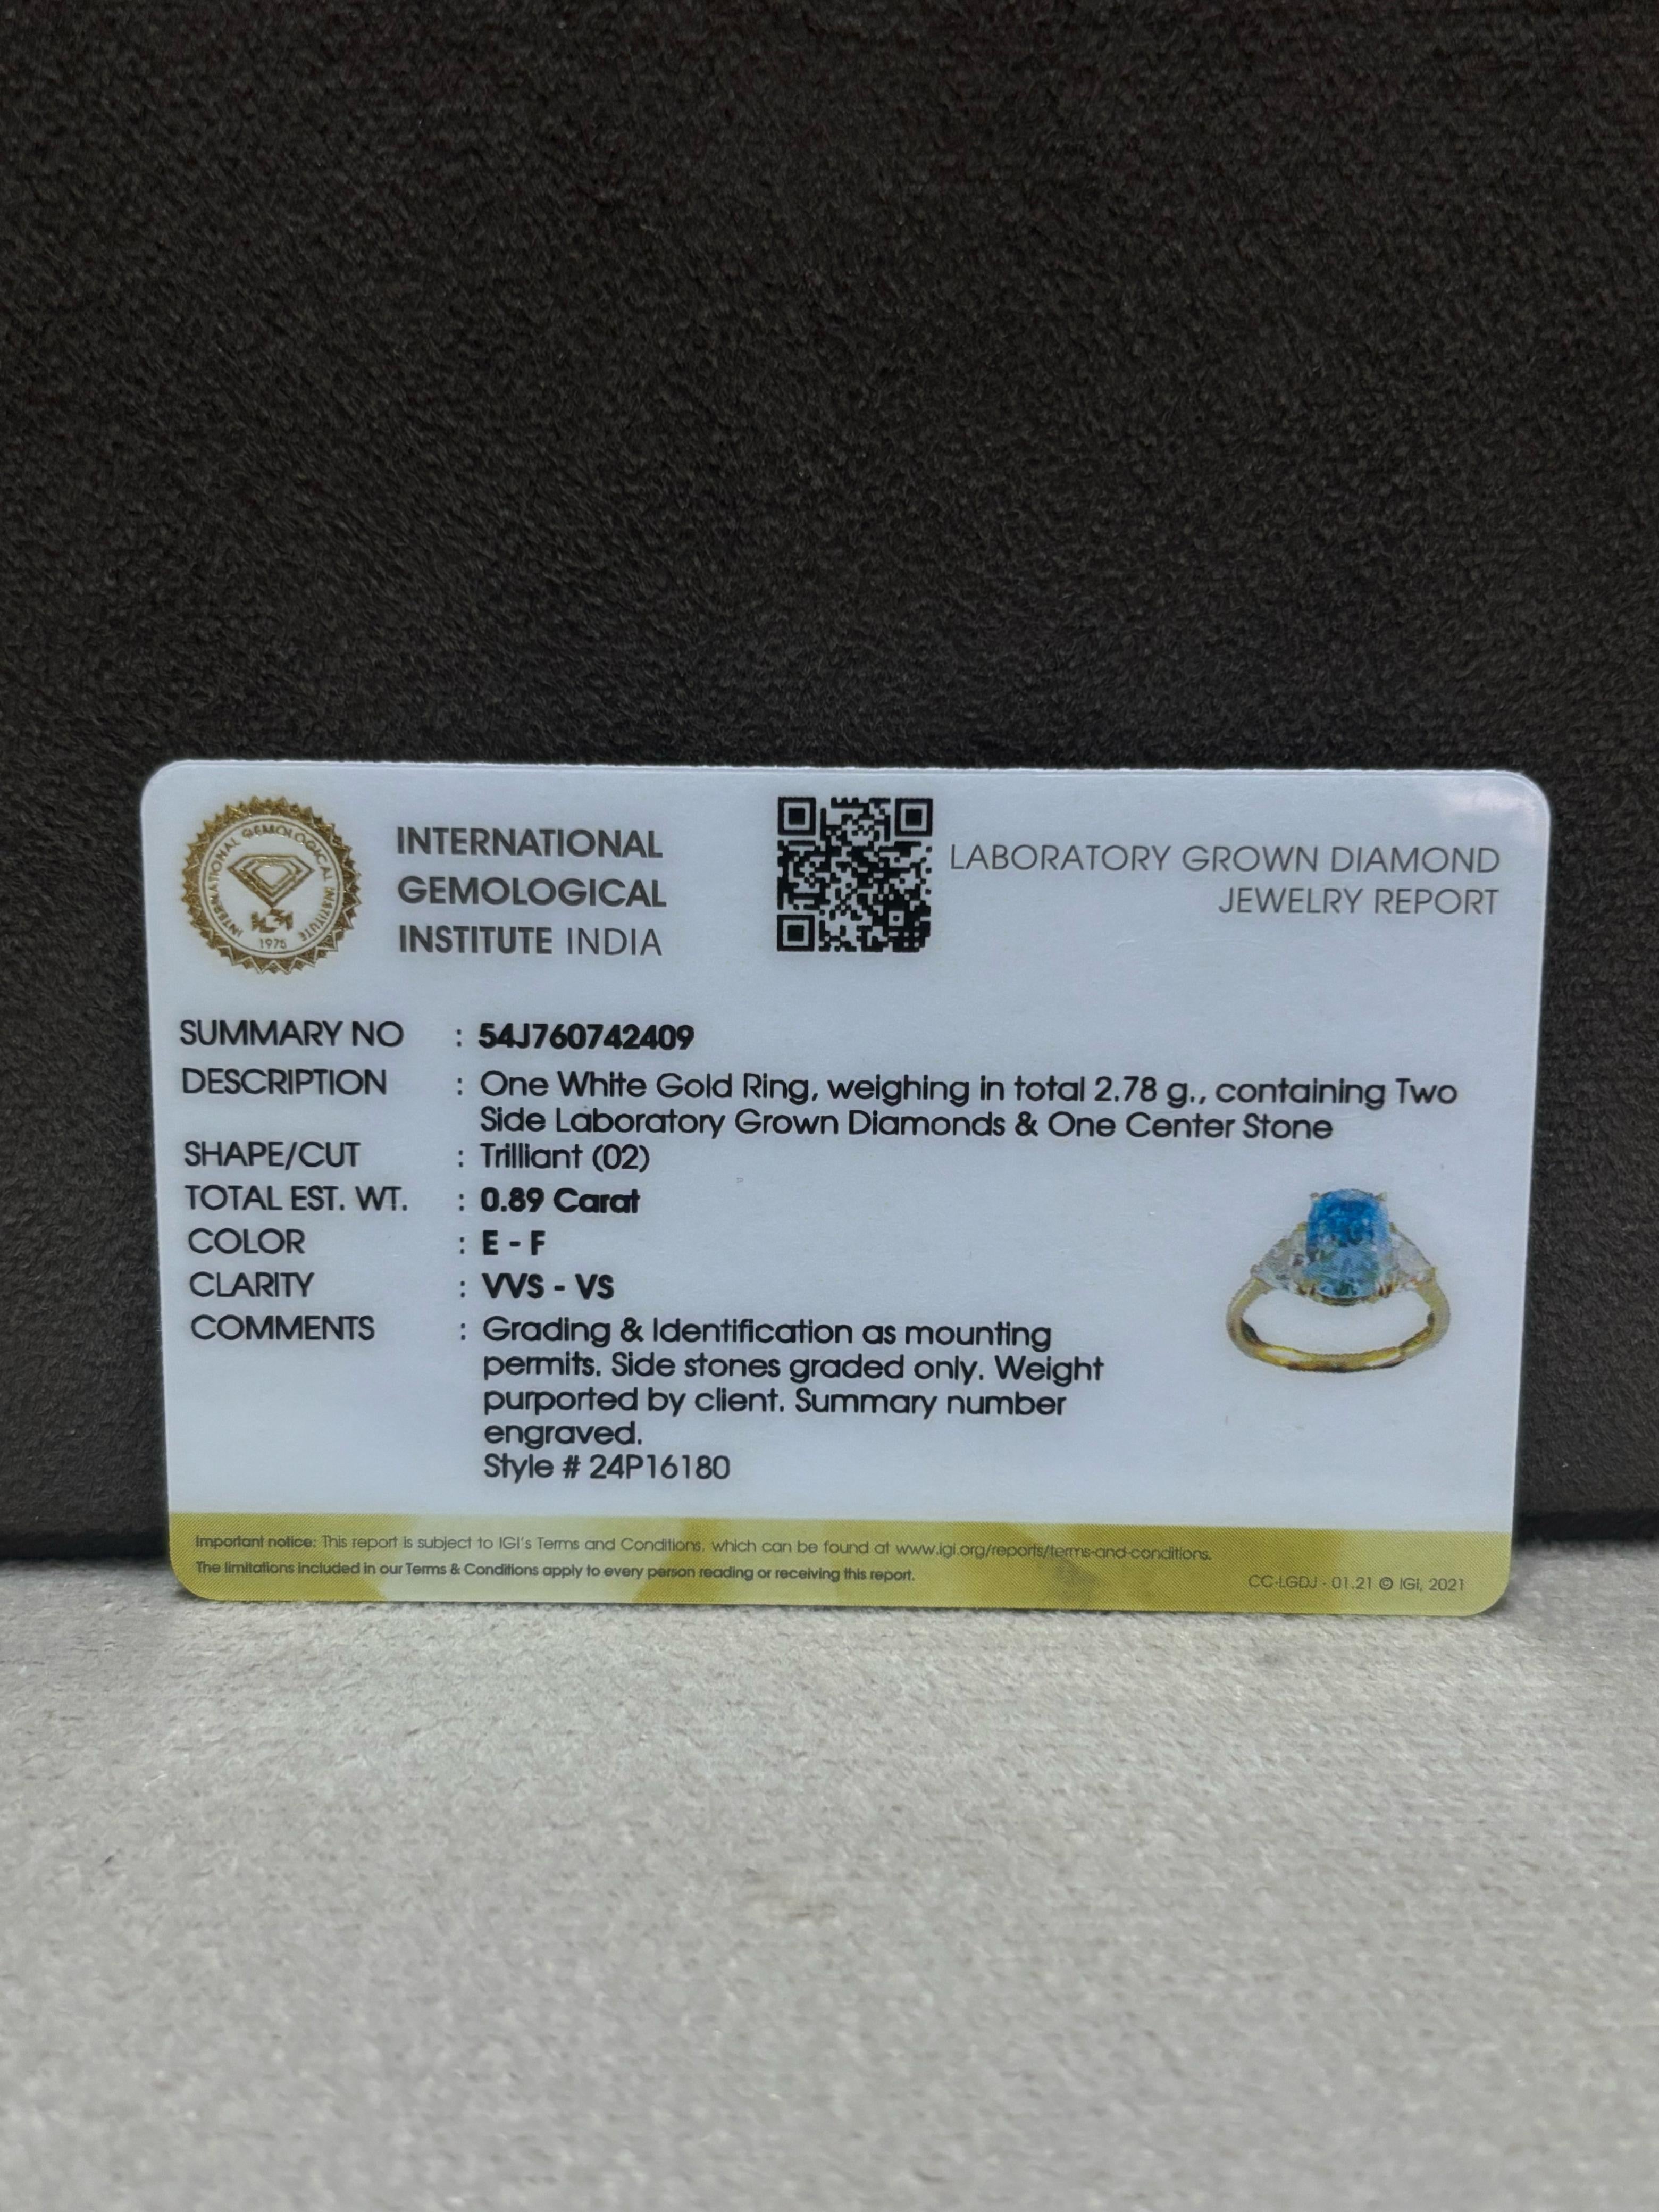 INTERNATIONAL GEMOLOGICAL INSTITUTE
IGI
1975
INTERNATIONAL
GEMOLOGICAL
INSTITUTE INDIA
LABORATORY GROWN DIAMOND
JEWELRY REPORT
SUMMARY NO : 54J760742409
DESCRIPTION : One White Gold Ring, weighing in total 2.78 g., containing Two
Side Laboratory Grown Diamonds & One Center Stone
SHAPE/CUT : Trilliant (02)
TOTAL EST. WT. : 0.89 Carat
COLOR : E - F
CLARITY : VVS - VS
COMMENTS : Grading & Identification as mounting
permits. Side stones graded only. Weight
purported by client. Summary number
engraved.
Style # 24P16180
Important notice: This report is subject to IGI's Terms and Conditions, which can be found at www.igi.org/reports/terms-and-conditions.
The limitations included in our Terms & Conditions apply to every person reading or receiving this report.
CC-LGDJ - 01.21 © IGI, 2021